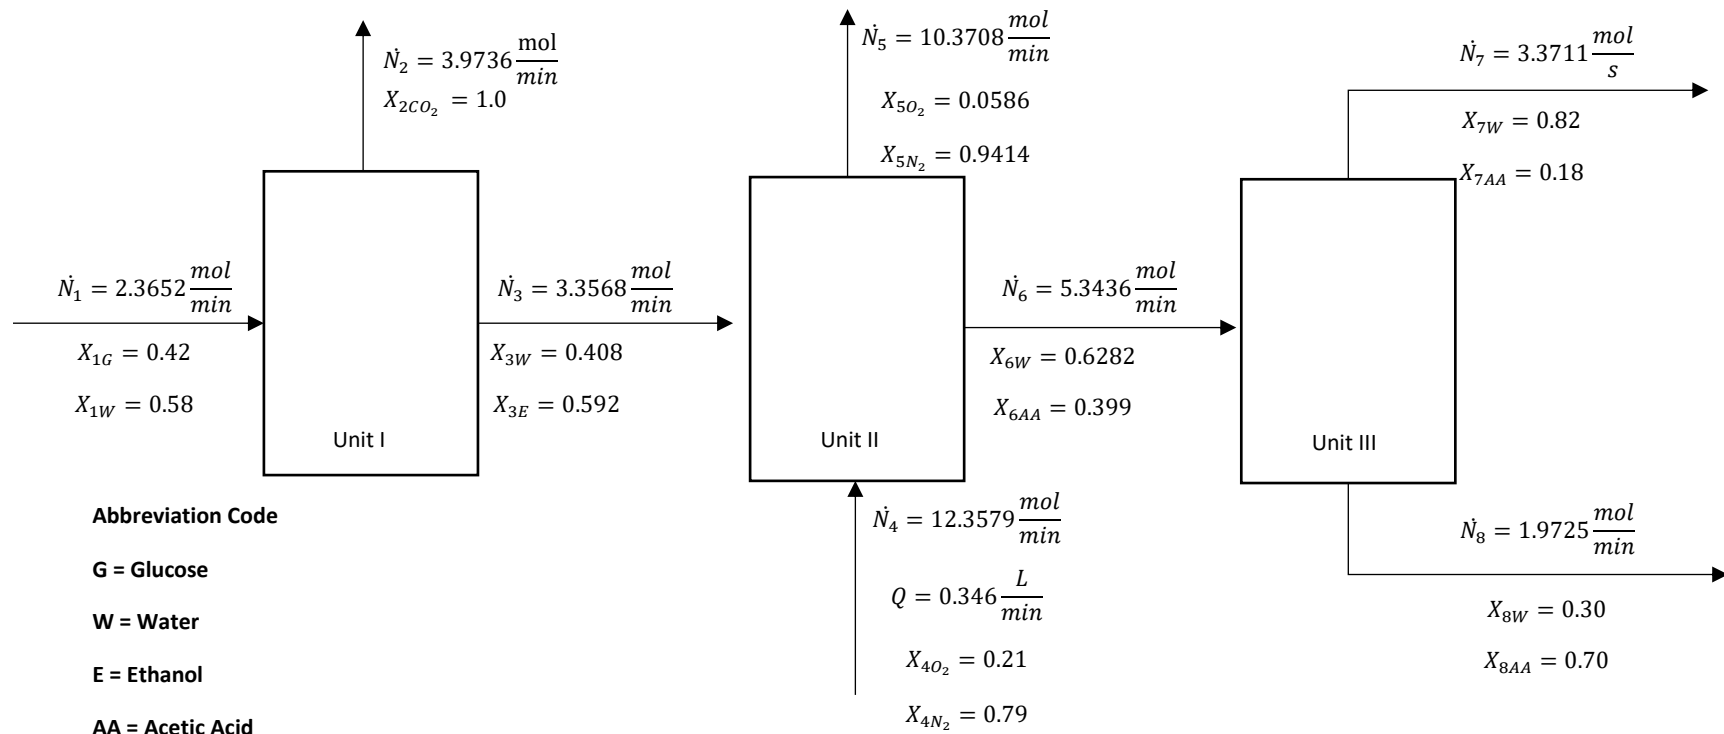 Ṅ₂ = 3.9736 mol/min
X₂CO₂ = 1.0
Ṅ₅ = 10.3708 mol/min
X₅O₂ = 0.0586
X₅N₂ = 0.9414
Ṅ₇ = 3.3711 mol/s
X₇W = 0.82
X₇AA = 0.18
Ṅ₁ = 2.3652 mol/min
X₁G = 0.42
X₁W = 0.58
Unit I
Ṅ₃ = 3.3568 mol/min
X₃W = 0.408
X₃E = 0.592
Unit II
Ṅ₆ = 5.3436 mol/min
X₆W = 0.6282
X₆AA = 0.399
Unit III
Ṅ₄ = 12.3579 mol/min
Q = 0.346 L/min
X₄O₂ = 0.21
X₄N₂ = 0.79
Ṅ₈ = 1.9725 mol/min
X₈W = 0.30
X₈AA = 0.70
Abbreviation Code
G = Glucose
W = Water
E = Ethanol
AA = Acetic Acid